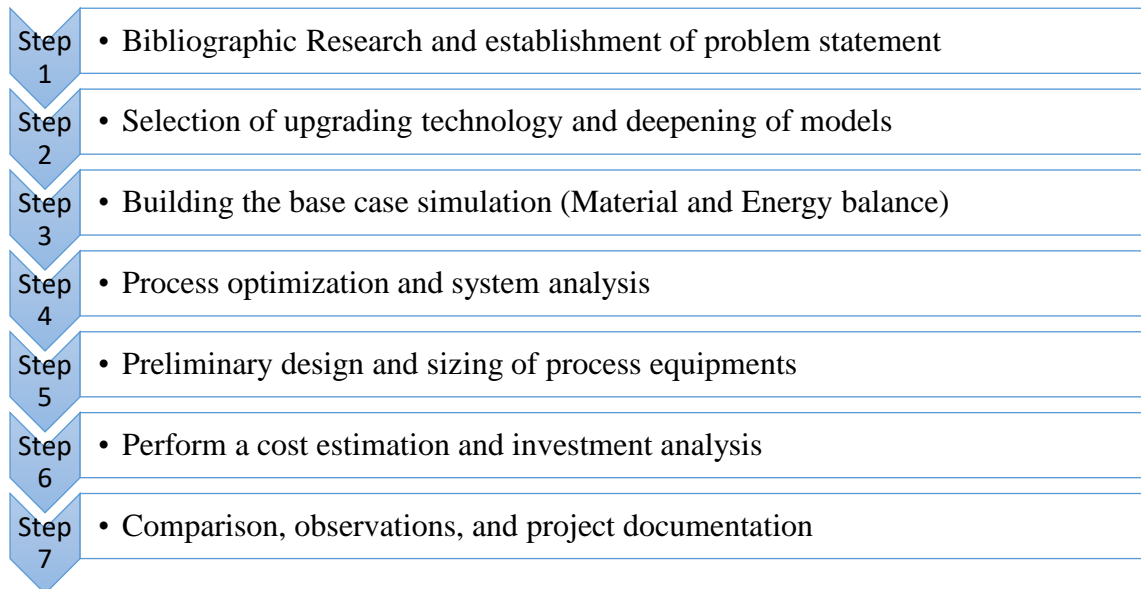 Step
1
• Bibliographic Research and establishment of problem statement
Step
2
• Selection of upgrading technology and deepening of models
Step
3
• Building the base case simulation (Material and Energy balance)
Step
4
• Process optimization and system analysis
Step
5
• Preliminary design and sizing of process equipments
Step
6
• Perform a cost estimation and investment analysis
Step
7
• Comparison, observations, and project documentation